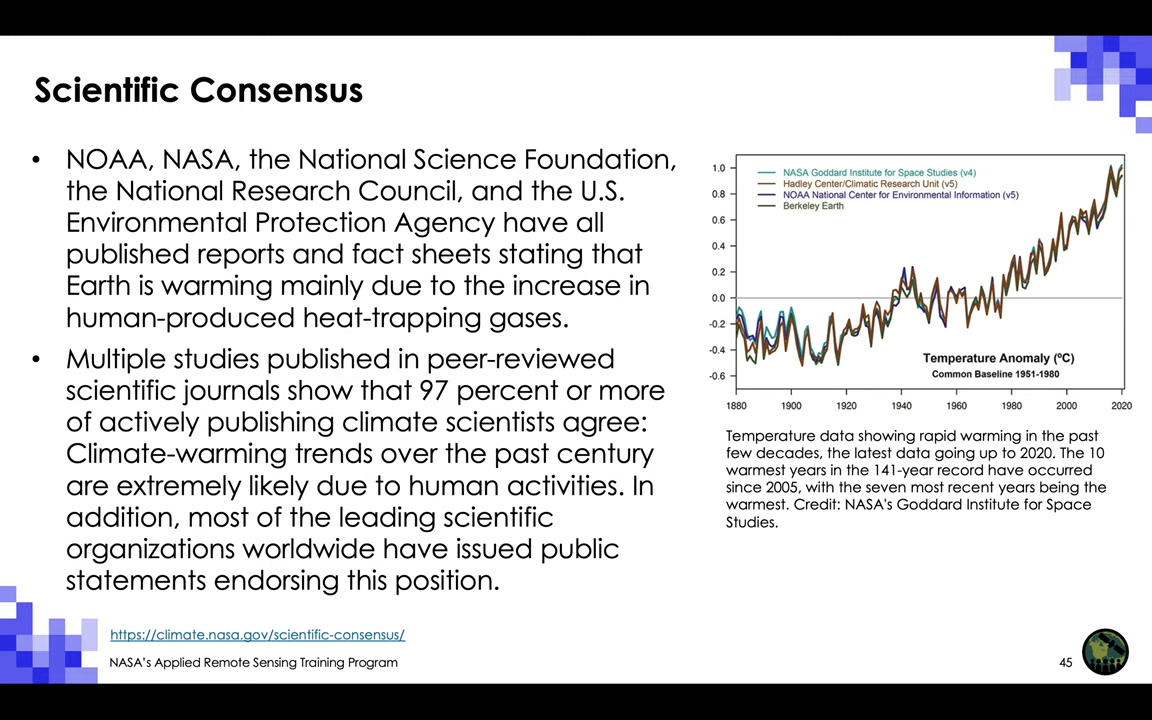 Scientific Consensus
• NOAA, NASA, the National Science Foundation,
the National Research Council, and the U.S.
Environmental Protection Agency have all
published reports and fact sheets stating that
Earth is warming mainly due to the increase in
human-produced heat-trapping gases.
• Multiple studies published in peer-reviewed
scientific journals show that 97 percent or more
of actively publishing climate scientists agree:
Climate-warming trends over the past century
are extremely likely due to human activities. In
addition, most of the leading scientific
organizations worldwide have issued public
statements endorsing this position.
NASA Goddard Institute for Space Studies (v4)
Hadley Center/Climatic Research Unit (v5)
NOAA National Center for Environmental Information (v5)
Berkeley Earth
1.0
0.8
0.6
0.4
0.2
0.0
-0.2
-0.4
-0.6
Temperature Anomaly (ºC)
Common Baseline 1951-1980
1880 1900 1920 1940 1960 1980 2000 2020
Temperature data showing rapid warming in the past
few decades, the latest data going up to 2020. The 10
warmest years in the 141-year record have occurred
since 2005, with the seven most recent years being the
warmest. Credit: NASA's Goddard Institute for Space
Studies.
https://climate.nasa.gov/scientific-consensus/
NASA's Applied Remote Sensing Training Program
45